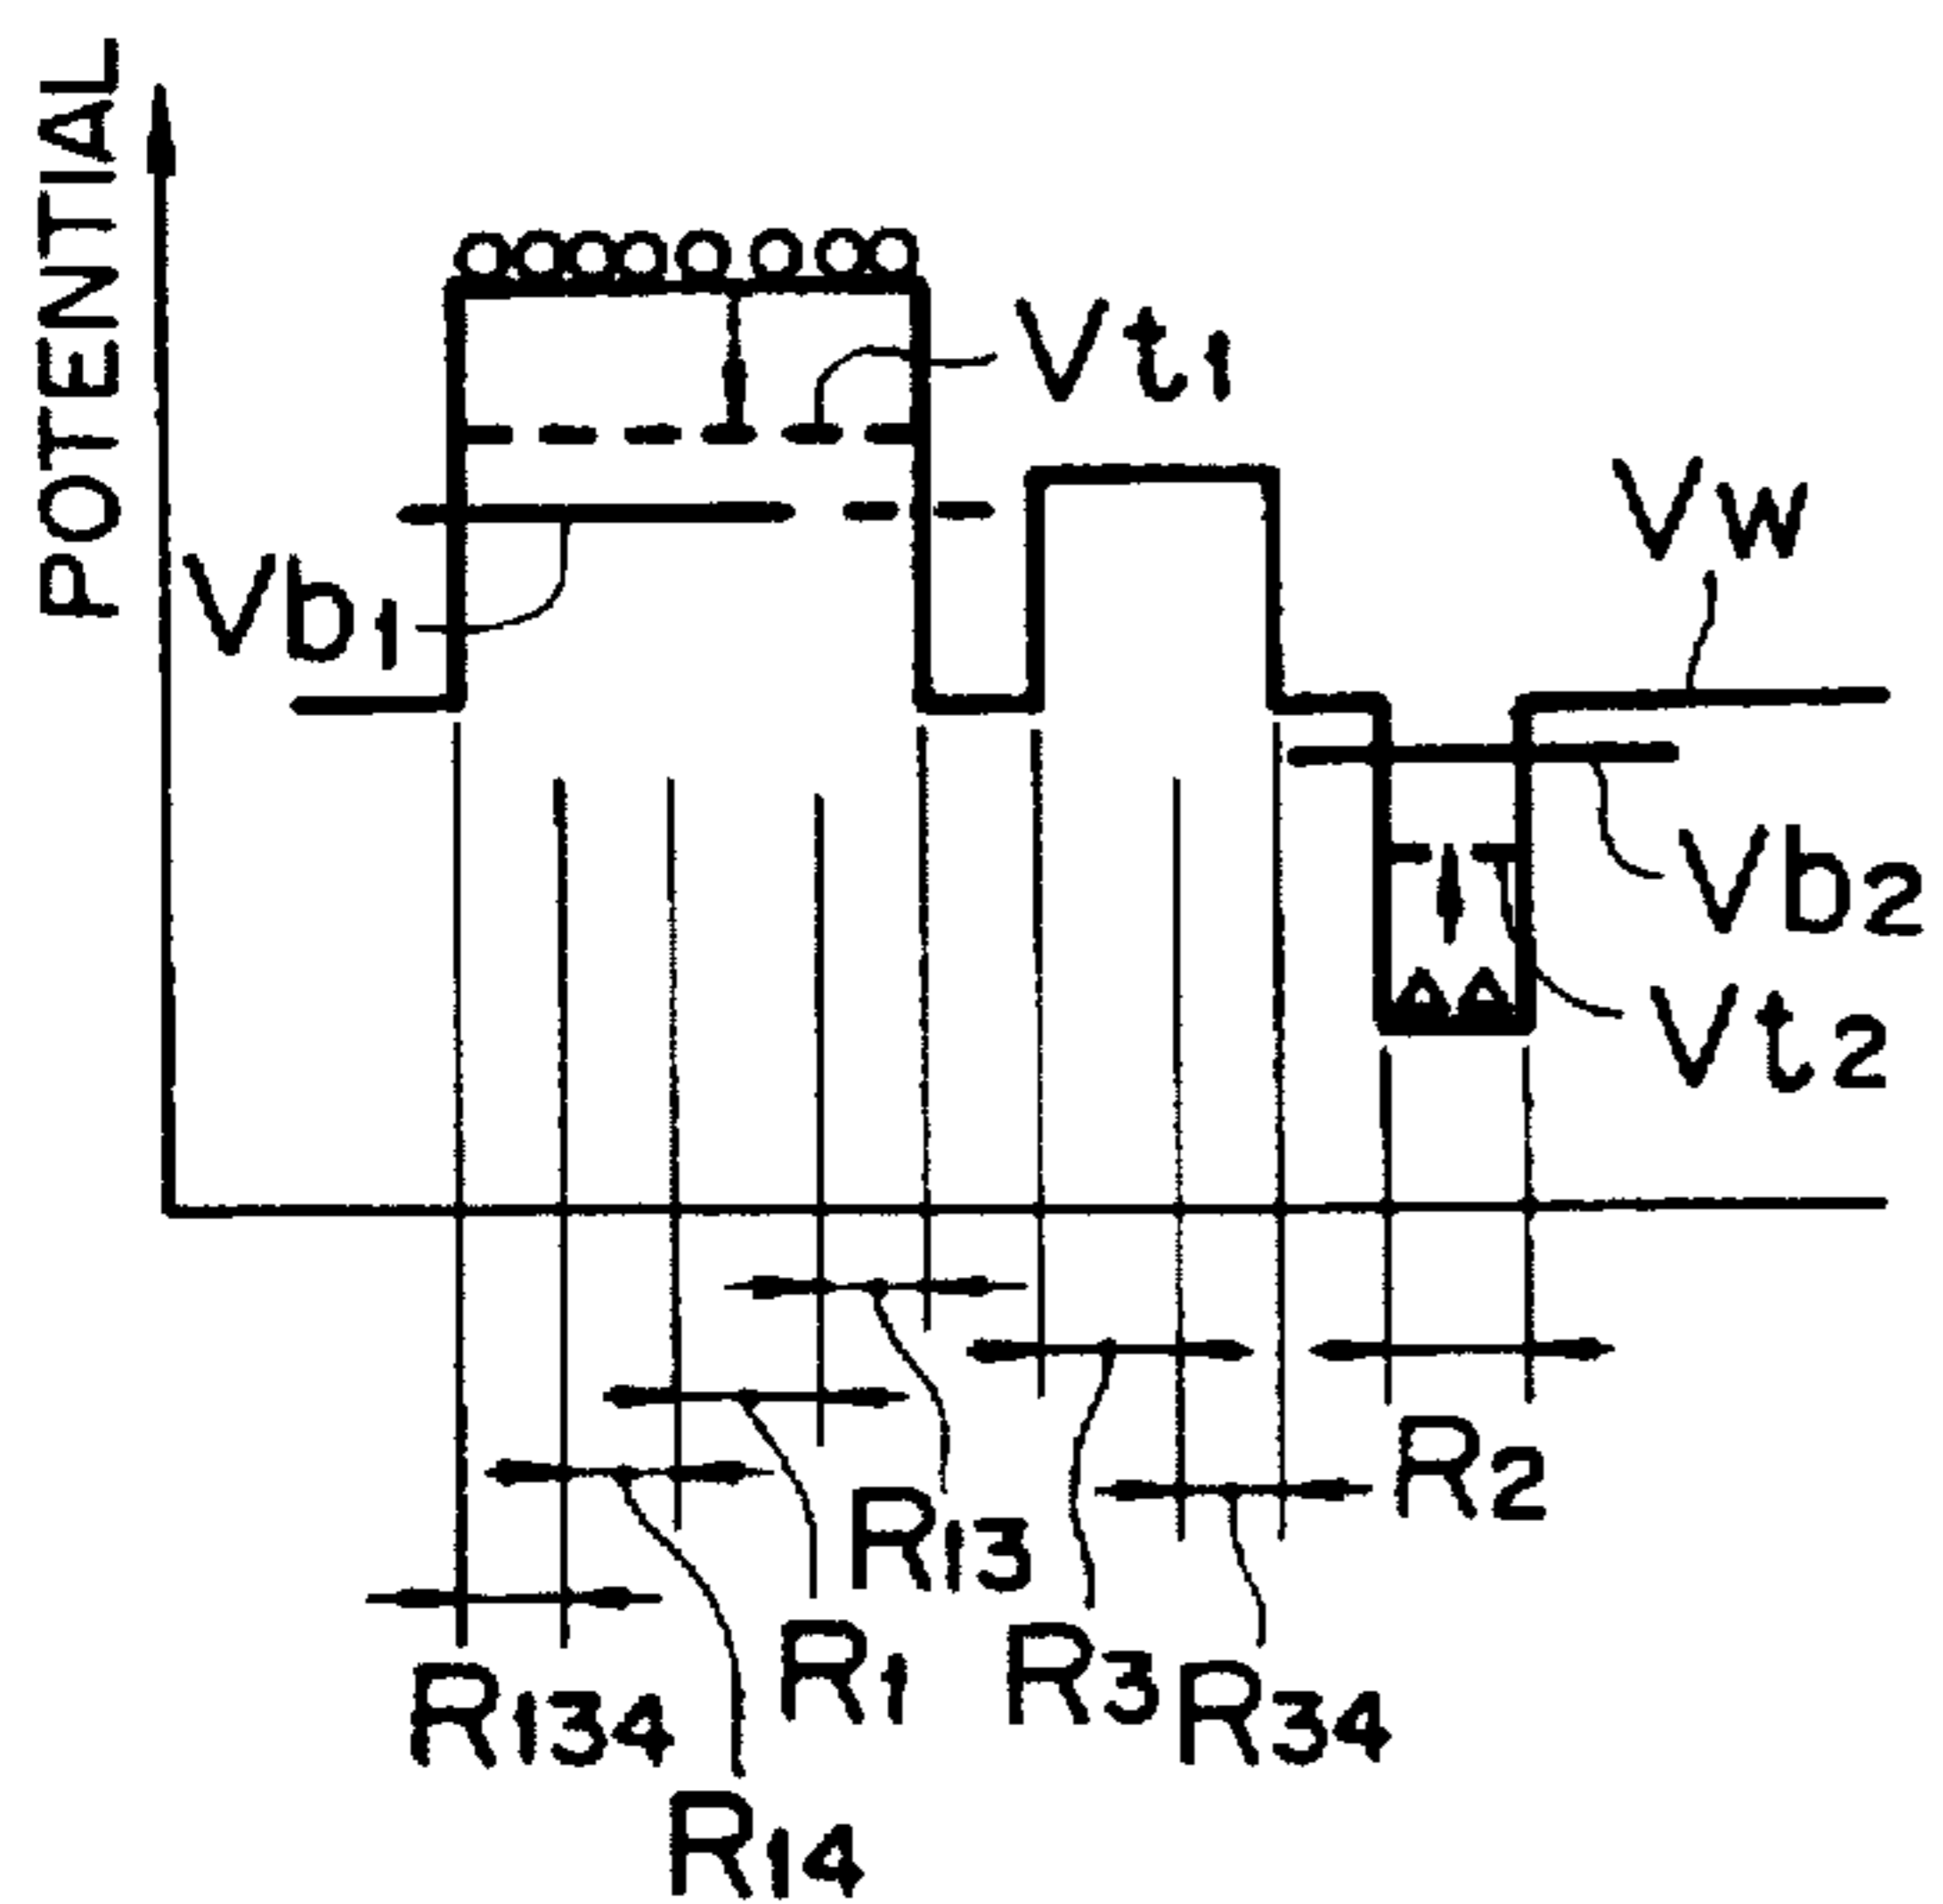 POTENTIAL
Vt1
Vw
Vb1
Vb2
Vt2
R2
R13
R1
R3
R34
R134
R14